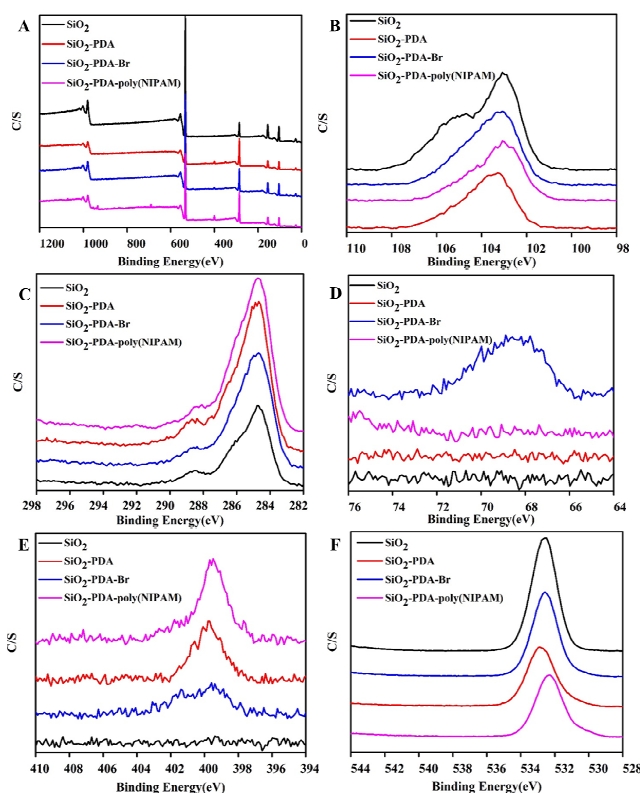 A
SiO2
SiO2-PDA
SiO2-PDA-Br
SiO2-PDA-poly(NIPAM)
C/S
1200 1000 800 600 400 200 0
Binding Energy(eV)
B
SiO2
SiO2-PDA
SiO2-PDA-Br
SiO2-PDA-poly(NIPAM)
C/S
110 108 106 104 102 100 98
Binding Energy(eV)
C
SiO2
SiO2-PDA
SiO2-PDA-Br
SiO2-PDA-poly(NIPAM)
C/S
298 296 294 292 290 288 286 284 282
Binding Energy(eV)
D
SiO2
SiO2-PDA
SiO2-PDA-Br
SiO2-PDA-poly(NIPAM)
C/S
76 74 72 70 68 66 64
Binding Energy(eV)
E
SiO2
SiO2-PDA
SiO2-PDA-Br
SiO2-PDA-poly(NIPAM)
C/S
410 408 406 404 402 400 398 396 394
Binding Energy(eV)
F
SiO2
SiO2-PDA
SiO2-PDA-Br
SiO2-PDA-poly(NIPAM)
C/S
544 542 540 538 536 534 532 530 528
Binding Energy(eV)